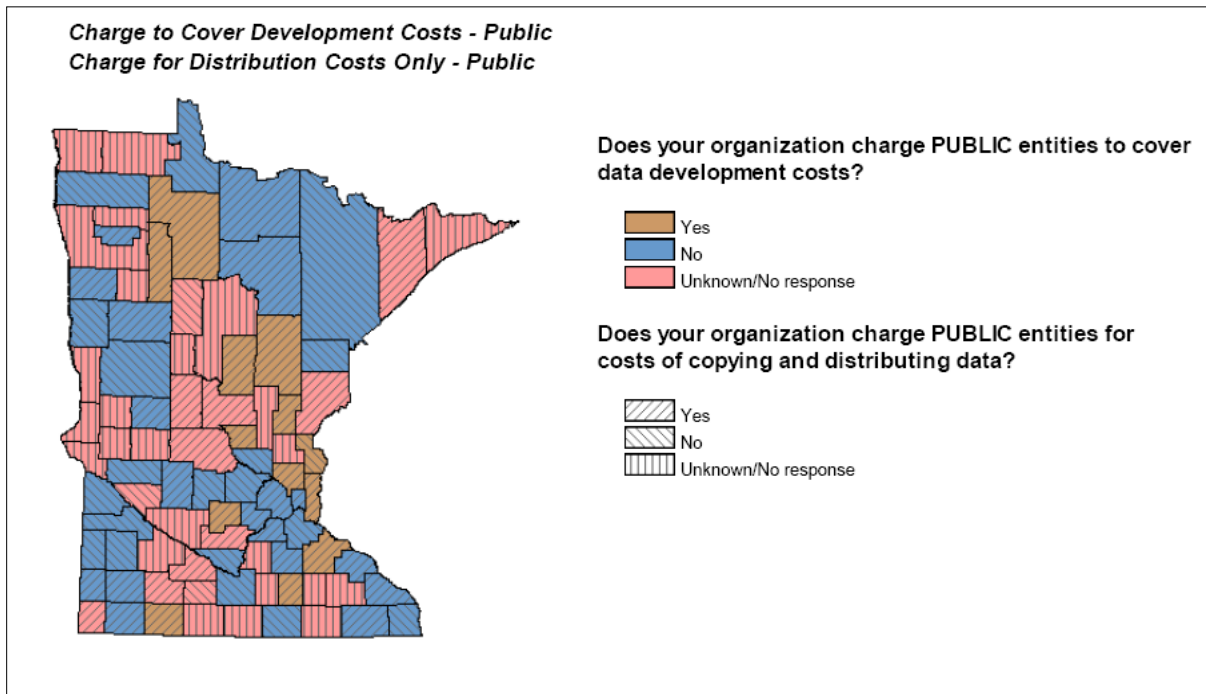 Charge to Cover Development Costs - Public
Charge for Distribution Costs Only - Public
Does your organization charge PUBLIC entities to cover
data development costs?
Yes
No
Unknown/No response
Does your organization charge PUBLIC entities for
costs of copying and distributing data?
Yes
No
Unknown/No response